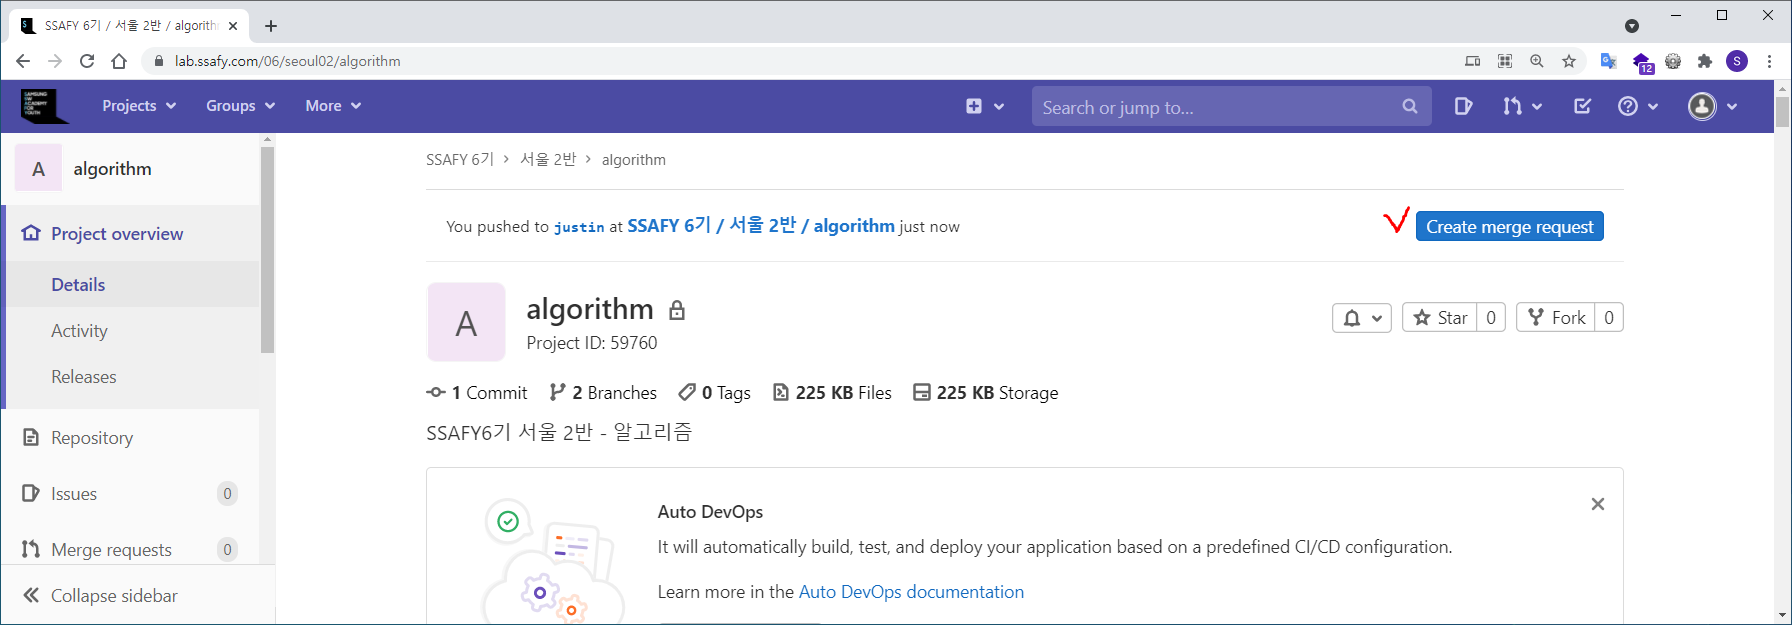 SSAFY 6기 / 서울 2반 / algorith
lab.ssafy.com/06/seoul02/algorithm
12
S
SAMSUNG
SW
ACADEMY
FOR
YOUTH
Projects
Groups
More
Search or jump to...
A
algorithm
Project overview
Details
Activity
Releases
Repository
Issues 0
Merge requests 0
Collapse sidebar
SSAFY 6기 > 서울 2반 > algorithm
You pushed to justin at SSAFY 6기 / 서울 2반 / algorithm just now
Create merge request
A
algorithm
Project ID: 59760
Star 0
Fork 0
1 Commit 2 Branches 0 Tags 225 KB Files 225 KB Storage
SSAFY6기 서울 2반 - 알고리즘
Auto DevOps
It will automatically build, test, and deploy your application based on a predefined CI/CD configuration.
Learn more in the Auto DevOps documentation